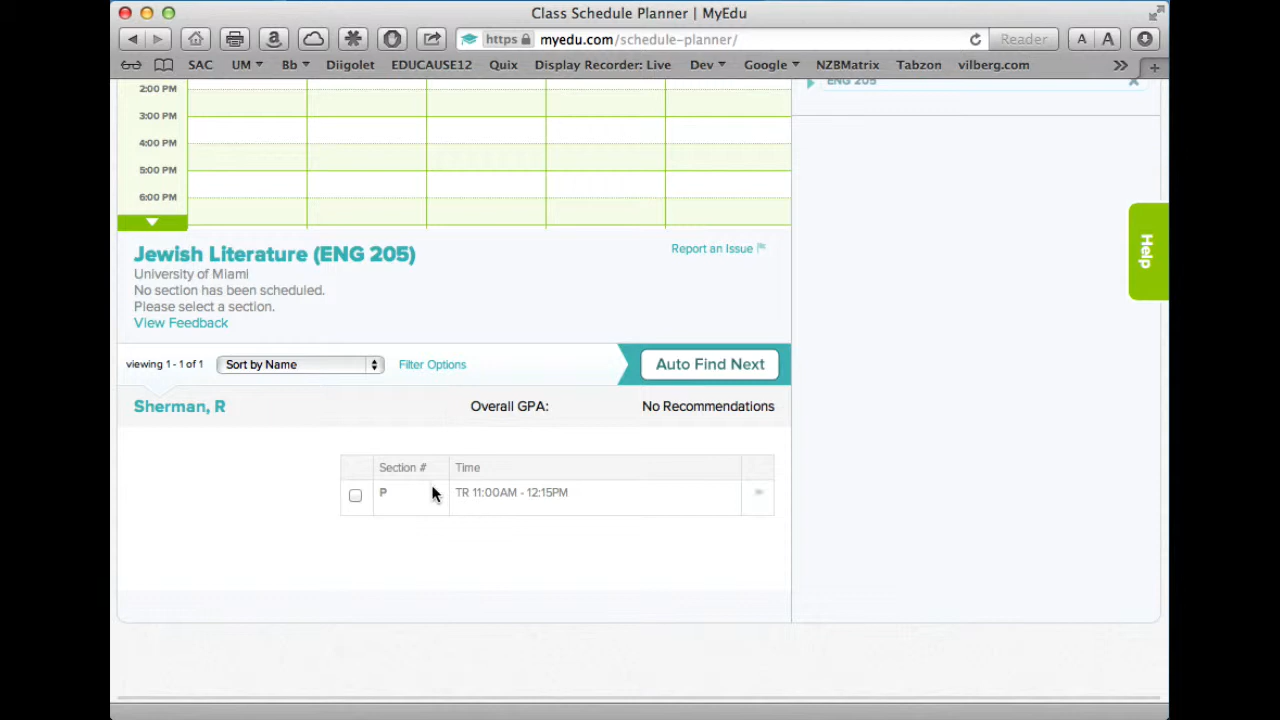 Class Schedule Planner | MyEdu
https myedu.com/schedule-planner/ Reader A A
SAC UM Bb Diigolet EDUCAUSE12 Quix Display Recorder: Live Dev Google NZBMatrix Tabzon vilberg.com
2:00 PM
ENG 205
3:00 PM
4:00 PM
5:00 PM
6:00 PM
Jewish Literature (ENG 205)
Report an Issue
University of Miami
No section has been scheduled.
Please select a section.
View Feedback
Help
viewing 1 - 1 of 1 Sort by Name Filter Options Auto Find Next
Sherman, R Overall GPA: No Recommendations
Section # Time
P TR 11:00AM - 12:15PM